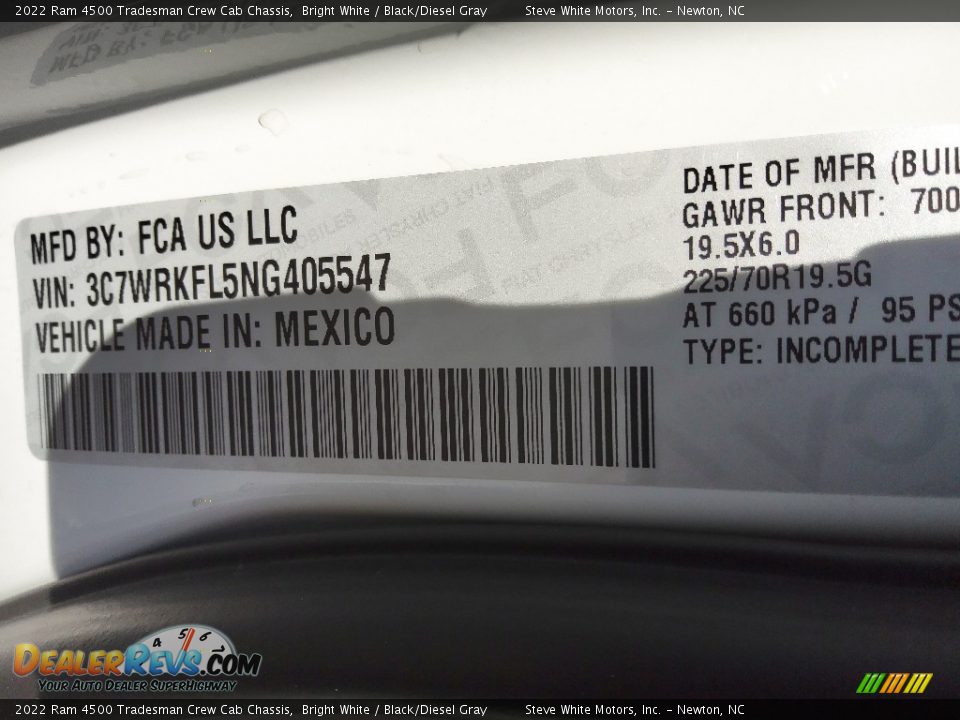 2022 Ram 4500 Tradesman Crew Cab Chassis, Bright White / Black/Diesel Gray Steve White Motors, Inc. - Newton, NC
MFD BY: FCA US LLC
VIN: 3C7WRKFL5NG405547
VEHICLE MADE IN: MEXICO
DATE OF MFR (BUIL
GAWR FRONT: 700
19.5X6.0
225/70R19.5G
AT 660 kPa / 95 PS
TYPE: INCOMPLETE
4 5 6
DEALERREVS.COM
YOUR AUTO DEALER SUPERHIGHWAY
2022 Ram 4500 Tradesman Crew Cab Chassis, Bright White / Black/Diesel Gray Steve White Motors, Inc. - Newton, NC